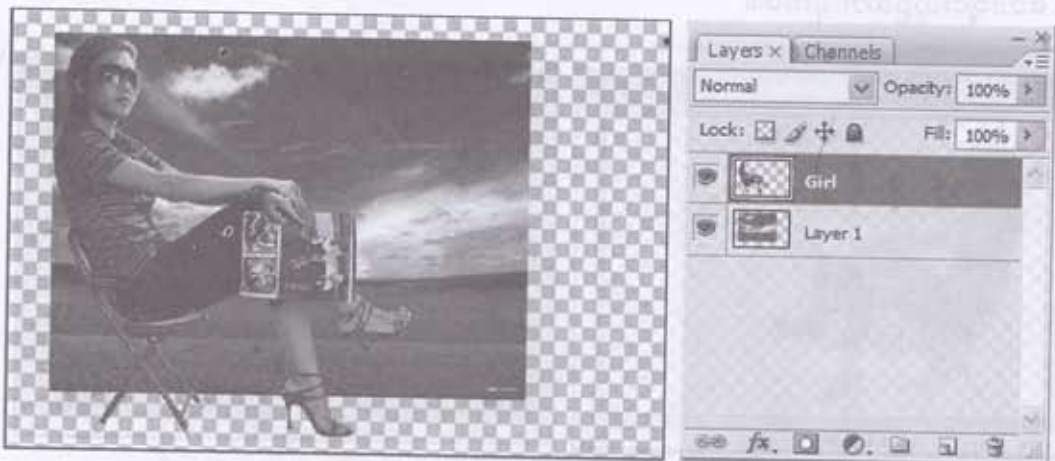 Layers × Channels
Normal Opacity: 100%
Lock: Fill: 100%
Girl
Layer 1
fx.